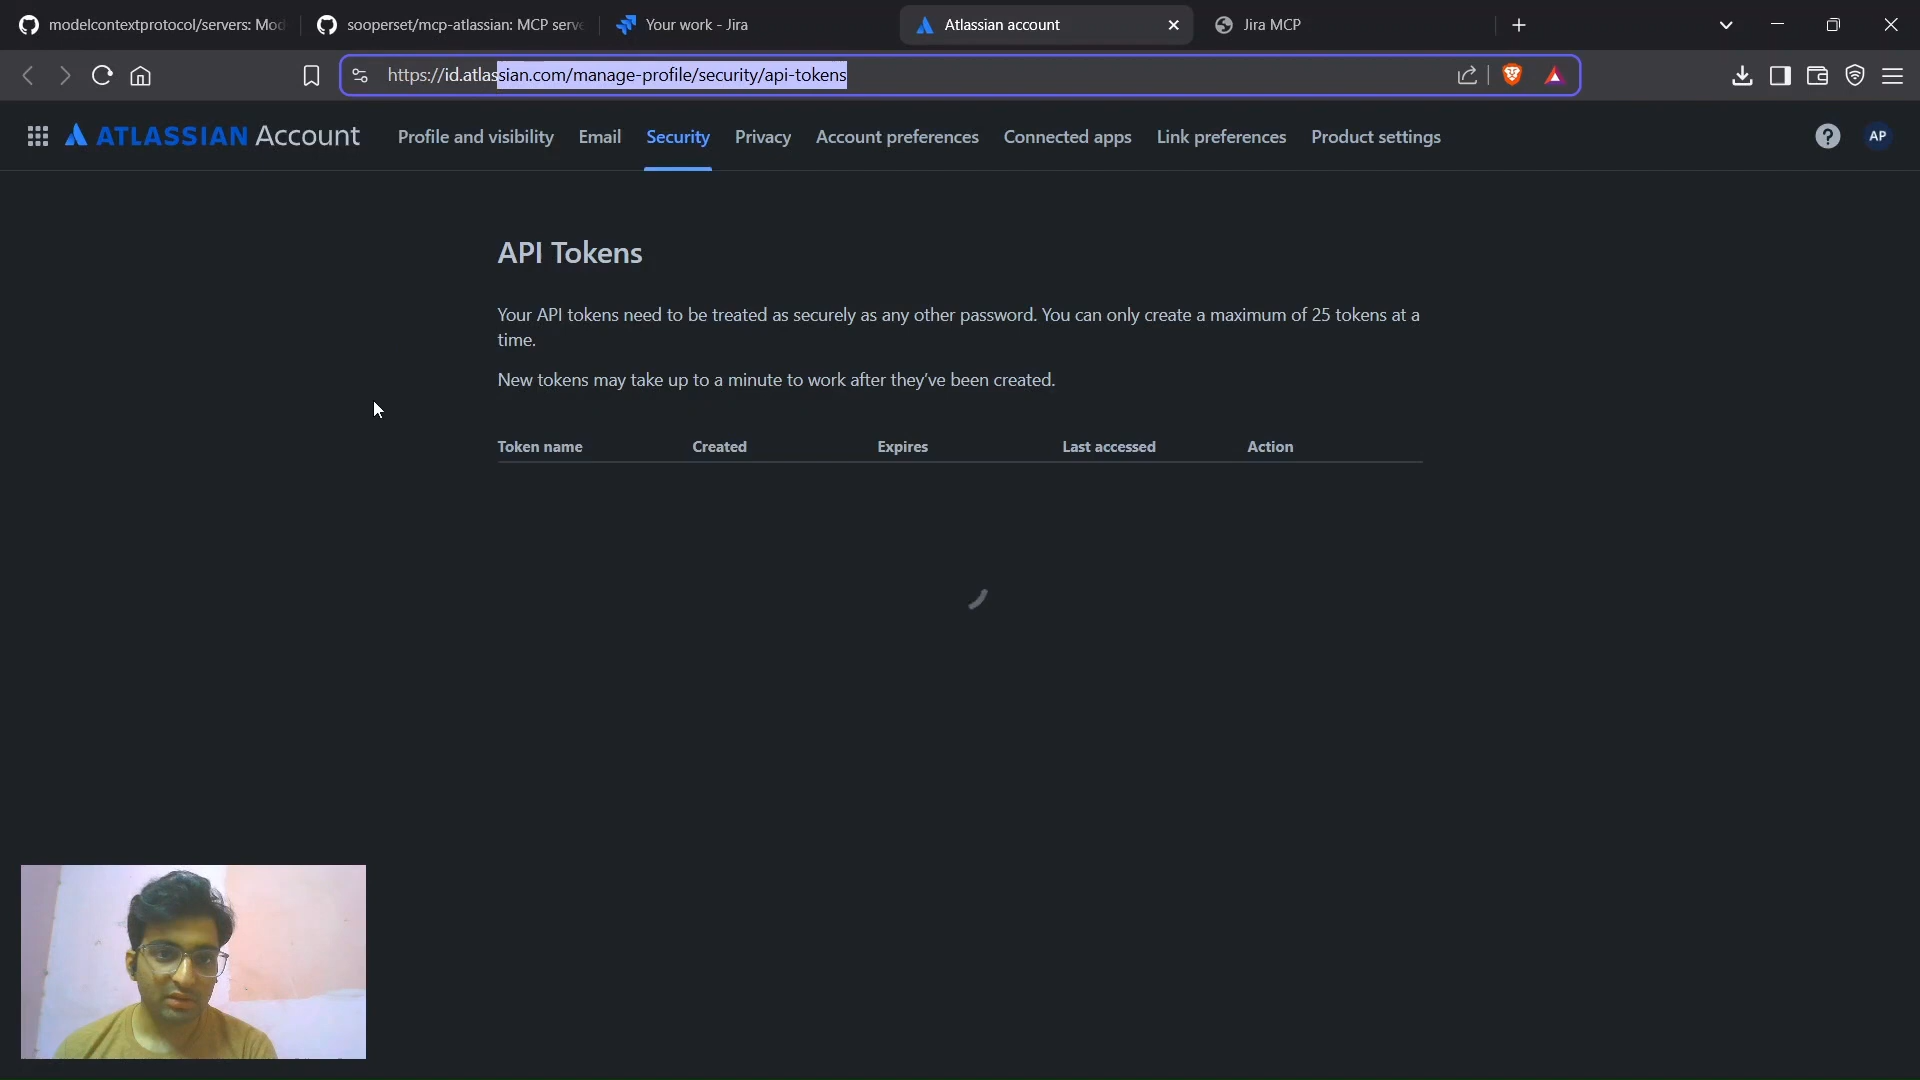 modelcontextprotocol/servers: Mod
sooperset/mcp-atlassian: MCP serve
Your work - Jira
Atlassian account
Jira MCP
https://id.atlassian.com/manage-profile/security/api-tokens
ATLASSIAN Account
Profile and visibility
Email
Security
Privacy
Account preferences
Connected apps
Link preferences
Product settings
AP
API Tokens
Your API tokens need to be treated as securely as any other password. You can only create a maximum of 25 tokens at a
time.
New tokens may take up to a minute to work after they've been created.
Token name Created Expires Last accessed Action